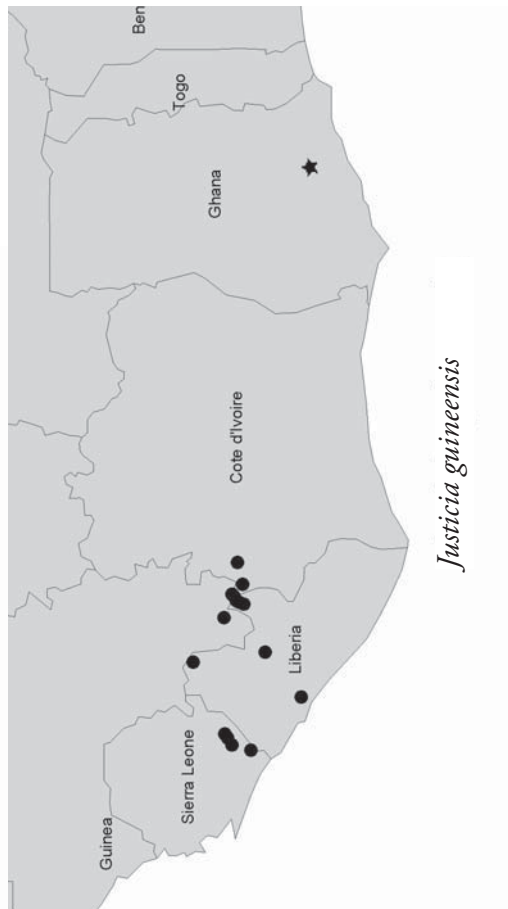 Guinea
Sierra Leone
Liberia
Cote d'Ivoire
Ghana
Togo
Ben
Justicia guineensis